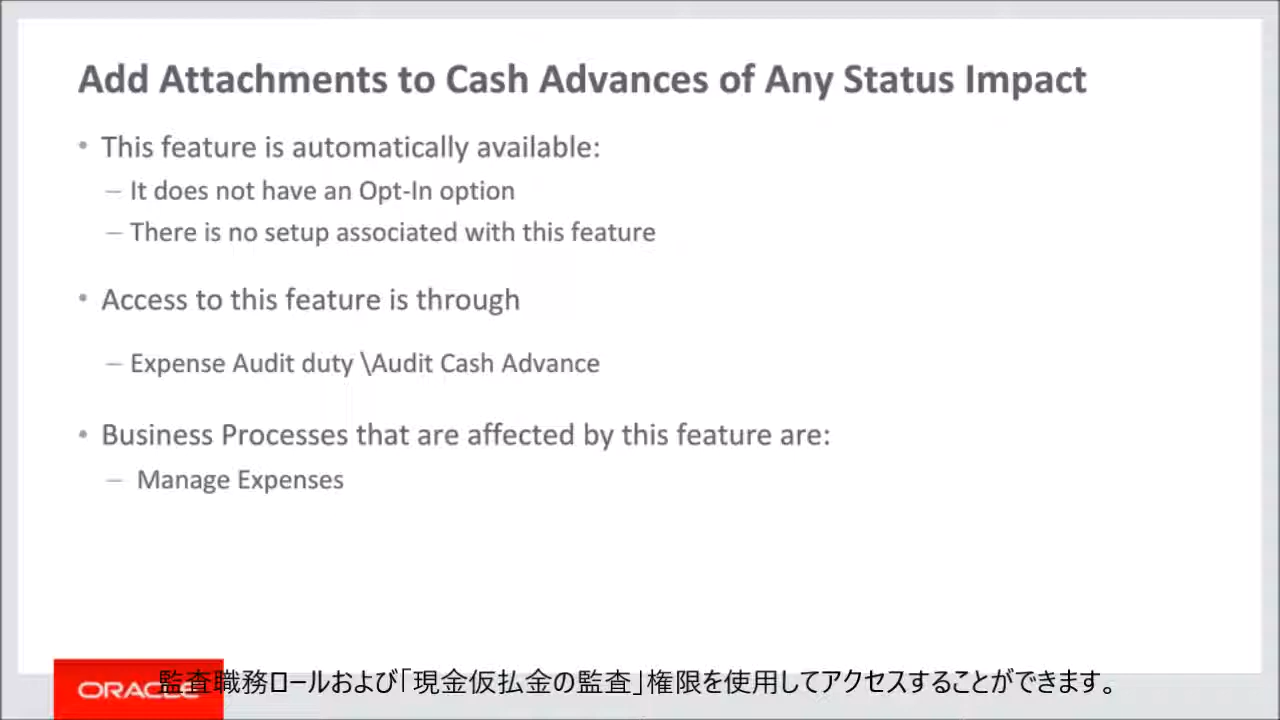 Add Attachments to Cash Advances of Any Status Impact
• This feature is automatically available:
– It does not have an Opt-In option
– There is no setup associated with this feature
• Access to this feature is through
– Expense Audit duty \Audit Cash Advance
• Business Processes that are affected by this feature are:
– Manage Expenses
ORACLE
監査職務ロールおよび｢現金仮払金の監査｣権限を使用してアクセスすることができます。